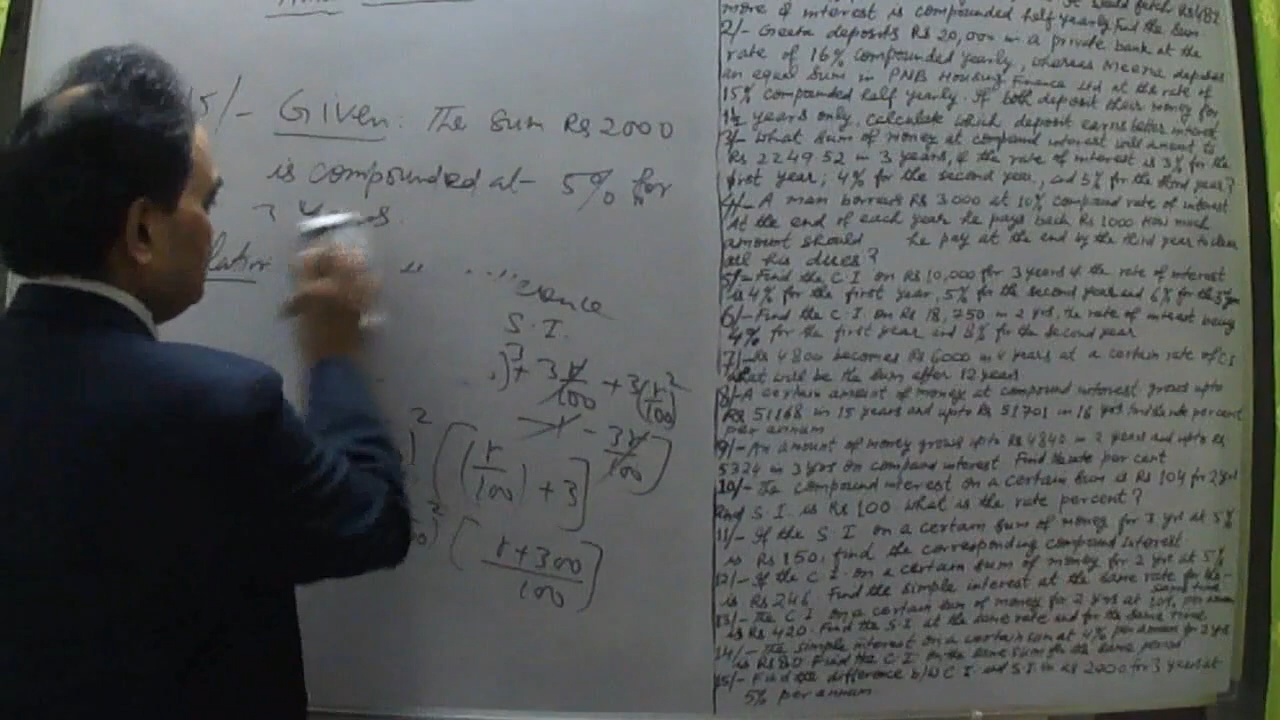 15/- Given: The Sum Rs 2000
is compounded at - 5% for
3 Years.
S.I.
)³ + 3r/100 + 3(r/100)²
- 3r/100]
)² [(r/100) + 3]
)² [r+300/100]
more if interest is compounded half yearly. Find the Sum
2/- Geeta deposits Rs 20,000 in a private bank at the
rate of 16% compounded yearly, whereas Meena deposits
an equal Sum in PNB Housing Finance Ltd at the rate of
15% compounded half yearly. If both deposit their money for
1½ years only, calculate which deposit earns better interest
3/- What sum of money at compound interest will amount to
Rs 2249.52 in 3 years, if the rate of interest is 3% for the
first year, 4% for the second year, and 5% for the third year?
4/- A man borrows Rs 3000 at 10% compound rate of interest
At the end of each year he pays back Rs 1000 How much
amount should he pay at the end by the third year to clear
all his dues?
5/- Find the C.I on Rs 10,000 for 3 years if the rate of interest
is 4% for the first year, 5% for the second year and 6% for the 3rd yr
6/- Find the C.I. on Rs 18,750 in 2 yrs, the rate of interest being
4% for the first year and 8% for the second year
7/- Rs 4800 becomes Rs 6000 in 4 years at a certain rate of CI
what will be the Sum after 12 years
8/- A certain amount of money at compound interest grows upto
Rs 51168 in 15 years and upto Rs 51701 in 16 yrs find rate percent
per annum
9/- An amount of money grows upto Rs 4840 in 2 years and upto Rs
5324 in 3 yrs on compound interest Find the rate per cent
10/- The compound interest on a certain Sum is Rs 104 for 2 yrs
and S.I. is Rs 100 what is the rate percent?
11/- If the S.I on a certain sum of money for 3 yrs at 5%
is Rs 150, find the corresponding compound interest
12/- If the C.I. on a certain sum of money for 2 yrs at 5%
is Rs 246 Find the simple interest at the same rate for the same time
13/- The C.I on a certain sum of money for 2 yrs at 10% per annum
is Rs 420. Find the S.I at the same rate and for the same time
14/- The simple interest on a certain sum at 4% per annum for 2 yrs
is Rs 80 Find the C.I. on the same sum for the same period
15/- Find the difference b/w C.I. and S.I. on Rs 2000 for 3 years at
5% per annum